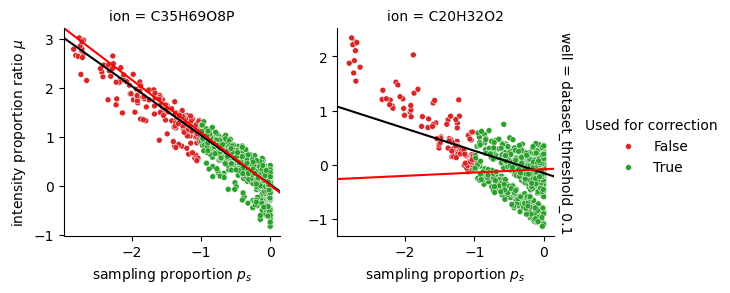 ion = C35H69O8P
ion = C20H32O2
intensity proportion ratio μ
3
2
1
0
−1
−2
−1
0
sampling proportion pₛ
2
1
0
−1
−2
−1
0
sampling proportion pₛ
well = dataset_threshold_0.1
Used for correction
False
True